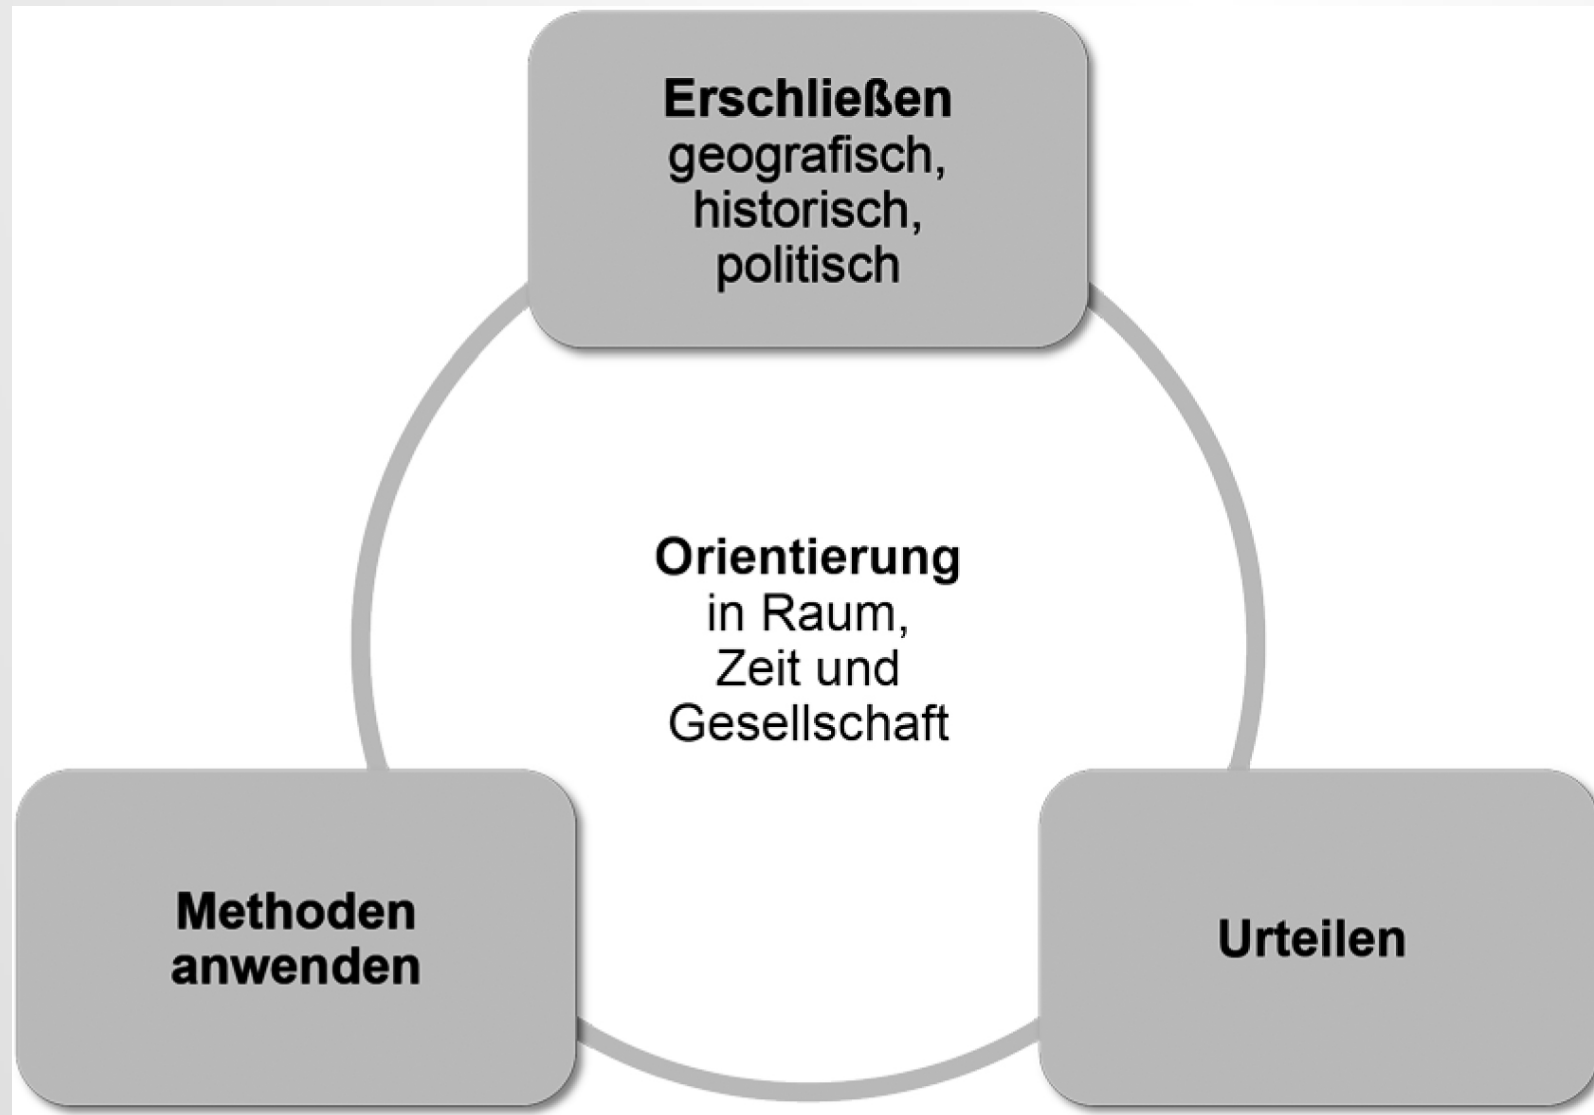 Erschließen
geografisch,
historisch,
politisch
Orientierung
in Raum,
Zeit und
Gesellschaft
Methoden
anwenden
Urteilen